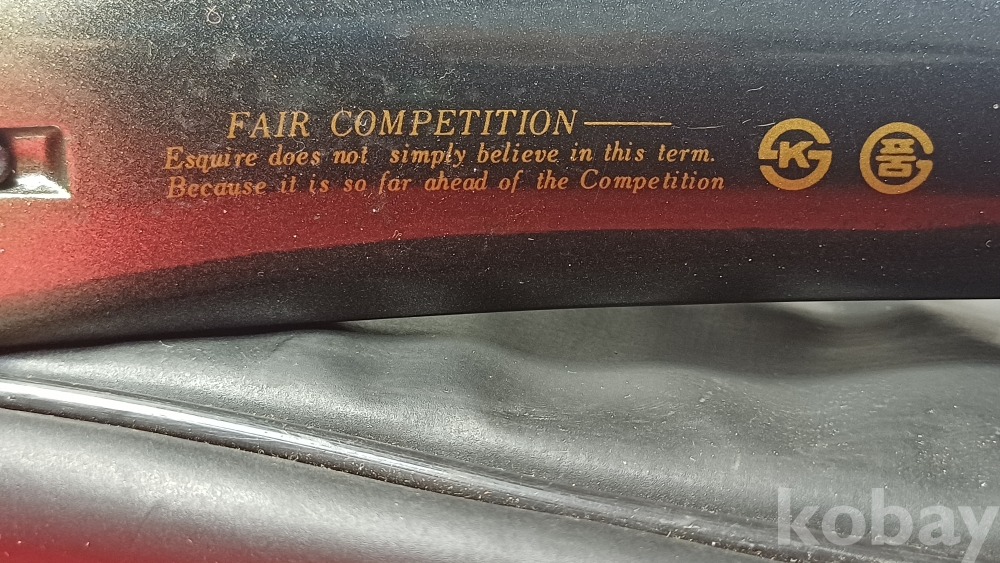 FAIR COMPETITION——
Esquire does not simply believe in this term.
Because it is so far ahead of the Competition
K
품
kobay